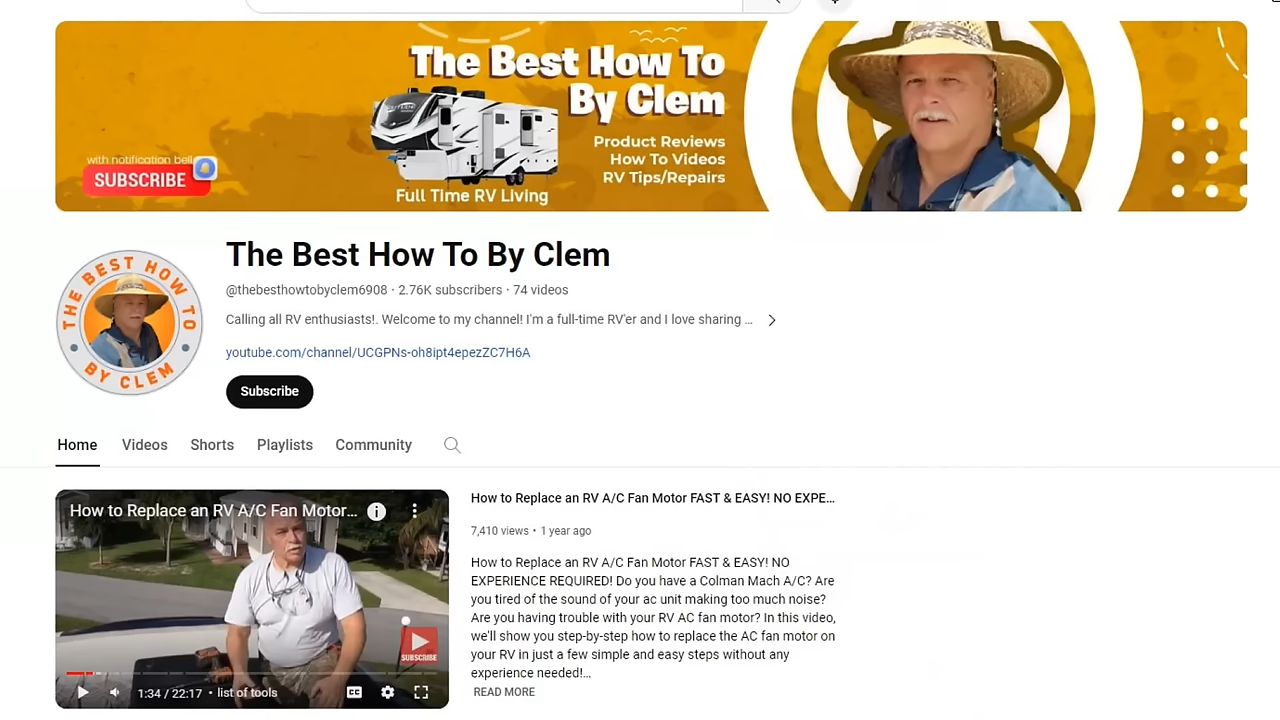 The Best How To
By Clem
Product Reviews
How To Videos
RV Tips/Repairs
with notification bell
SUBSCRIBE
Full Time RV Living
THE BEST HOW TO
BY CLEM
The Best How To By Clem
@thebesthowtobyclem6908 · 2.76K subscribers · 74 videos
Calling all RV enthusiasts!. Welcome to my channel! I'm a full-time RV'er and I love sharing ...
youtube.com/channel/UCGPNs-oh8ipt4epezZC7H6A
Subscribe
Home Videos Shorts Playlists Community
How to Replace an RV A/C Fan Motor...
SUBSCRIBE
1:34 / 22:17 • list of tools
CC
How to Replace an RV A/C Fan Motor FAST & EASY! NO EXPE...
7,410 views • 1 year ago
How to Replace an RV A/C Fan Motor FAST & EASY! NO
EXPERIENCE REQUIRED! Do you have a Colman Mach A/C? Are
you tired of the sound of your ac unit making too much noise?
Are you having trouble with your RV AC fan motor? In this video,
we'll show you step-by-step how to replace the AC fan motor on
your RV in just a few simple and easy steps without any
experience needed!...
READ MORE